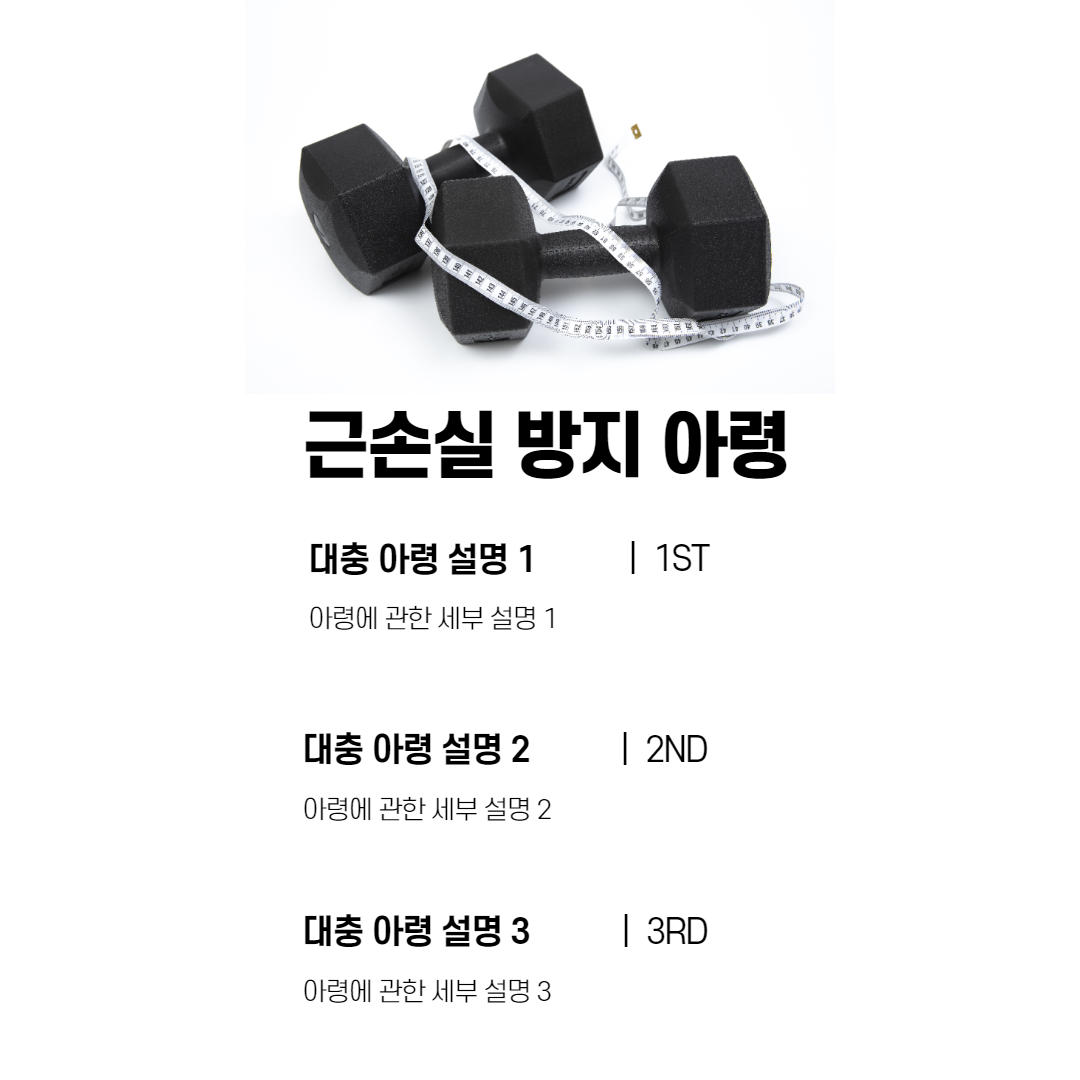 근손실 방지 아령
대충 아령 설명 1 | 1ST
아령에 관한 세부 설명 1
대충 아령 설명 2 | 2ND
아령에 관한 세부 설명 2
대충 아령 설명 3 | 3RD
아령에 관한 세부 설명 3